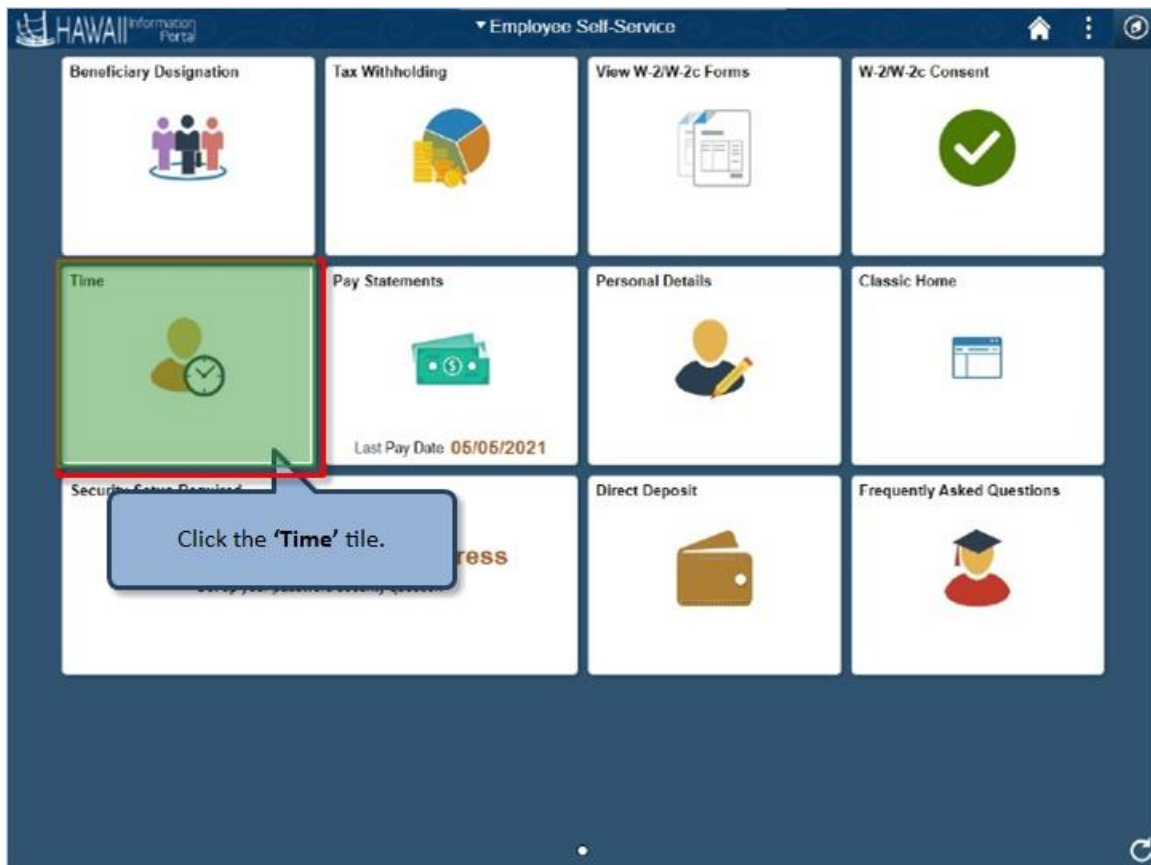 HAWAII Information Portal
Employee Self-Service
Beneficiary Designation
Tax Withholding
View W-2/W-2c Forms
W-2/W-2c Consent
Time
Pay Statements
Personal Details
Classic Home
Last Pay Date 05/05/2021
Direct Deposit
Frequently Asked Questions
Click the ‘Time’ tile.
ress